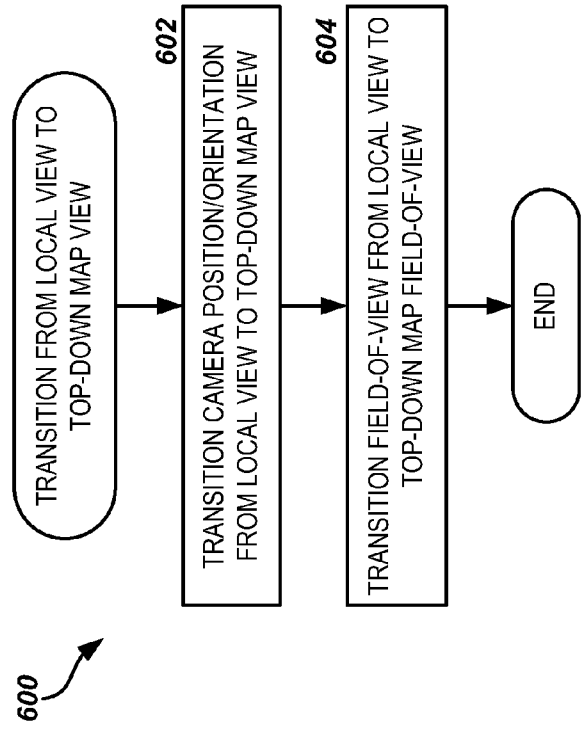 600
TRANSITION FROM LOCAL VIEW TO
TOP-DOWN MAP VIEW
602
TRANSITION CAMERA POSITION/ORIENTATION
FROM LOCAL VIEW TO TOP-DOWN MAP VIEW
604
TRANSITION FIELD-OF-VIEW FROM LOCAL VIEW TO
TOP-DOWN MAP FIELD-OF-VIEW
END